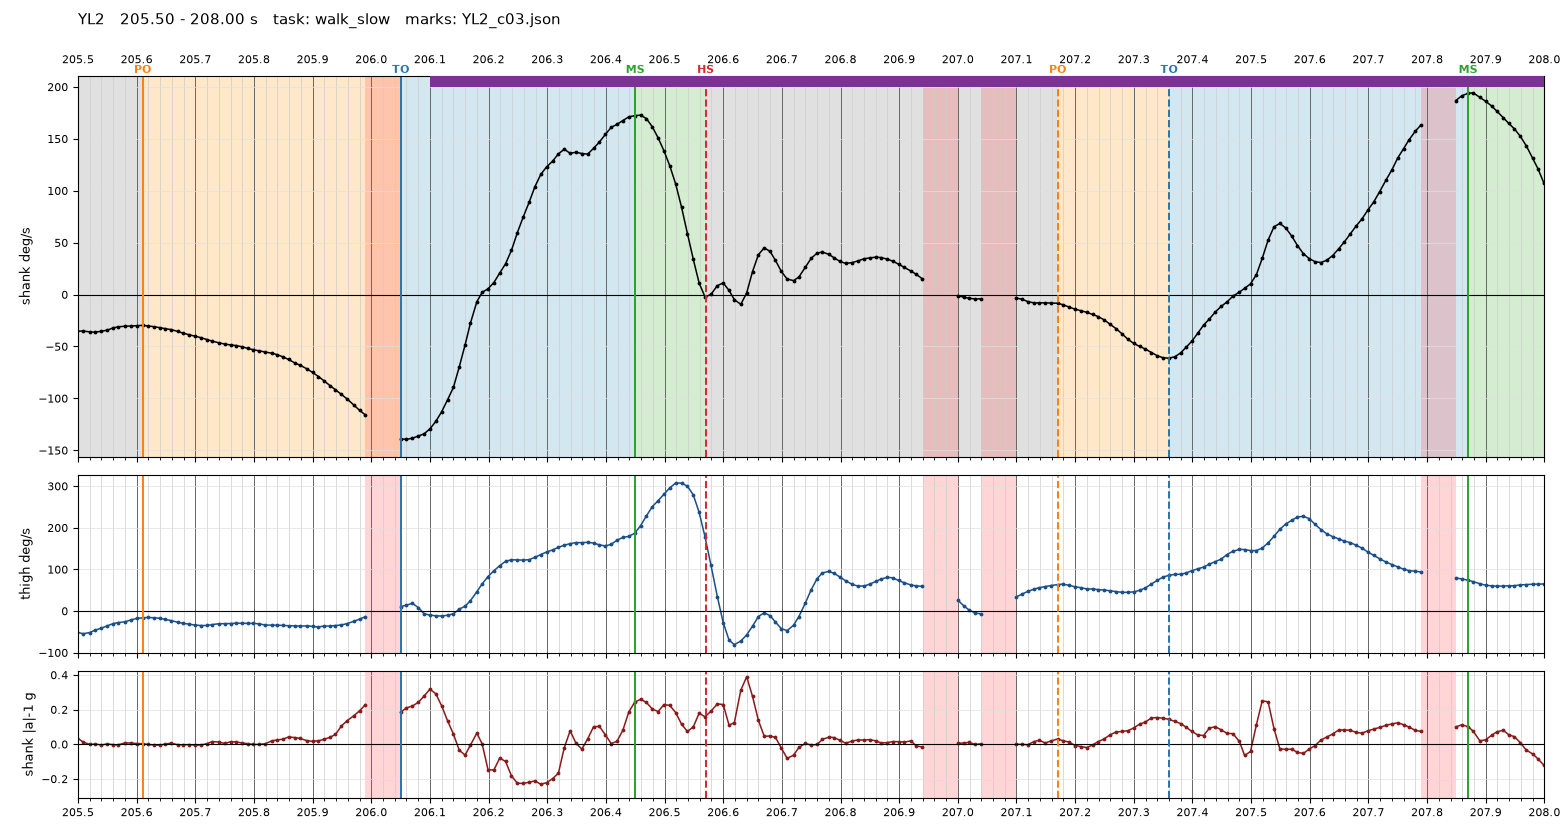 YL2   205.50 - 208.00 s   task: walk_slow   marks: YL2_c03.json
205.5 205.6 205.7 205.8 205.9 206.0 206.1 206.2 206.3 206.4 206.5 206.6 206.7 206.8 206.9 207.0 207.1 207.2 207.3 207.4 207.5 207.6 207.7 207.8 207.9 208.0
PO TO MS HS PO TO MS
shank deg/s
200
150
100
50
0
−50
−100
−150
thigh deg/s
300
200
100
0
−100
shank |a|-1 g
0.4
0.2
0.0
−0.2
205.5 205.6 205.7 205.8 205.9 206.0 206.1 206.2 206.3 206.4 206.5 206.6 206.7 206.8 206.9 207.0 207.1 207.2 207.3 207.4 207.5 207.6 207.7 207.8 207.9 208.0